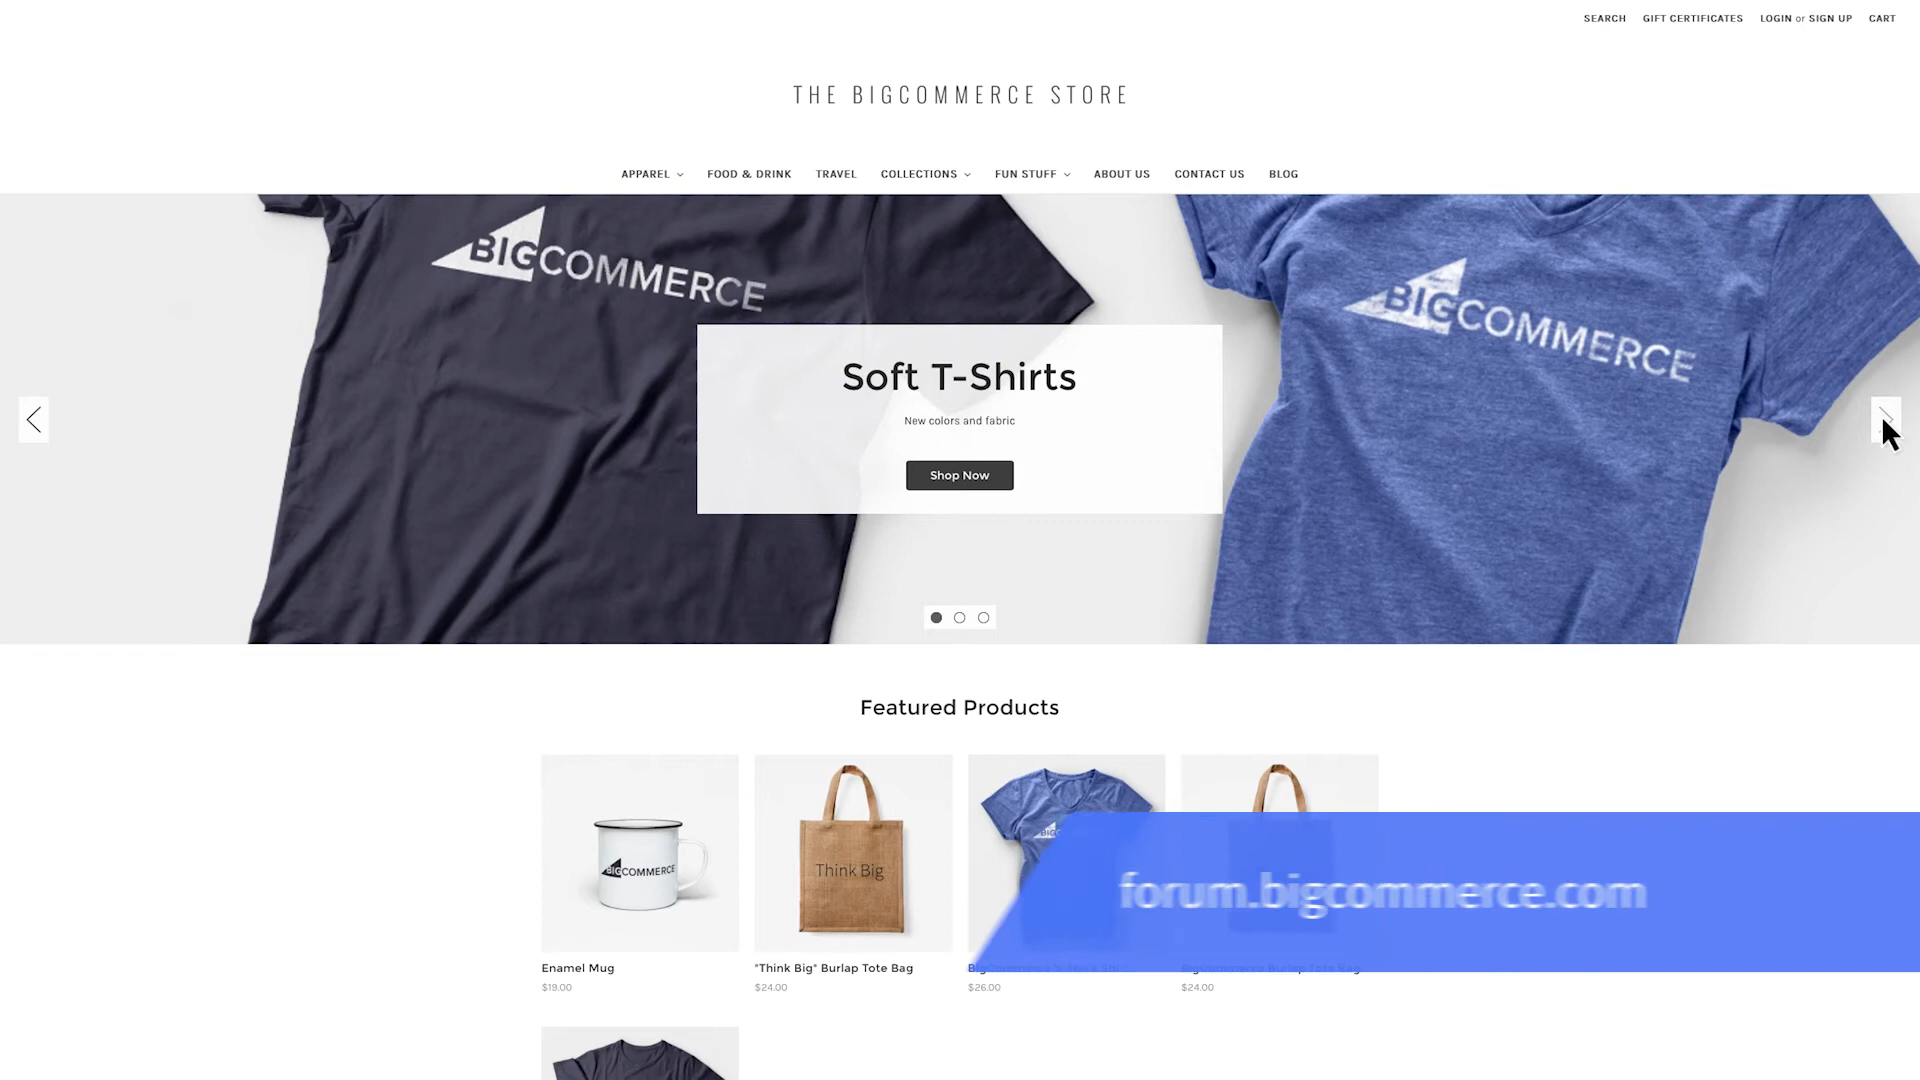 SEARCH GIFT CERTIFICATES LOGIN or SIGN UP CART
THE BIGCOMMERCE STORE
APPAREL FOOD & DRINK TRAVEL COLLECTIONS FUN STUFF ABOUT US CONTACT US BLOG
BIGCOMMERCE
BIGCOMMERCE
Soft T-Shirts
New colors and fabric
Shop Now
Featured Products
BIGCOMMERCE
Think Big
forum.bigcommerce.com
Enamel Mug
"Think Big" Burlap Tote Bag
$19.00
$24.00
$26.00
$24.00